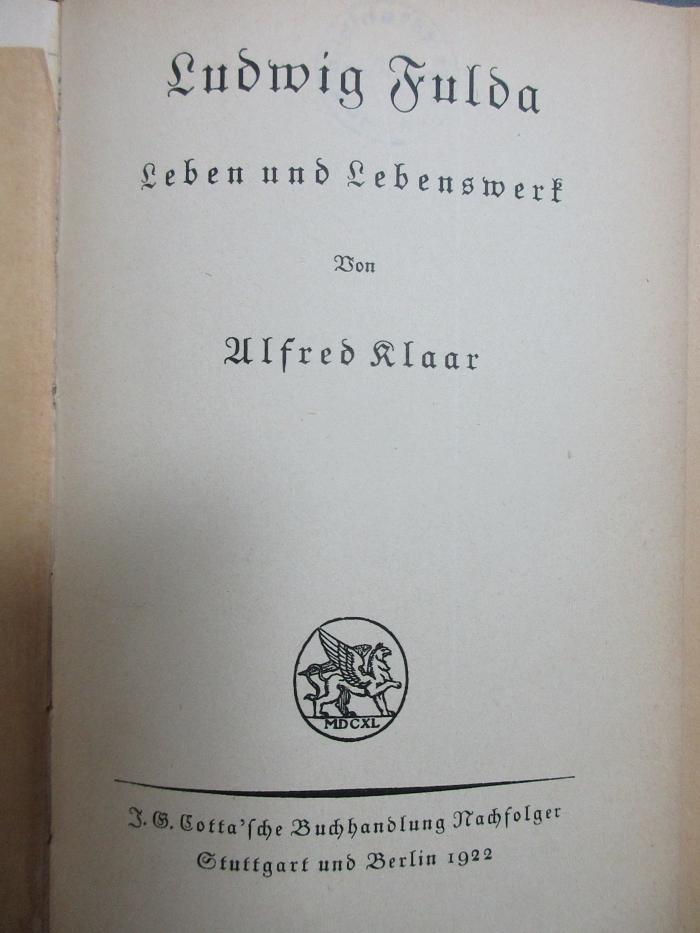 Ludwig Fulda
Leben und Lebenswerk
Von
Alfred Klaar
MDCXL
J. G. Cotta'sche Buchhandlung Nachfolger
Stuttgart und Berlin 1922